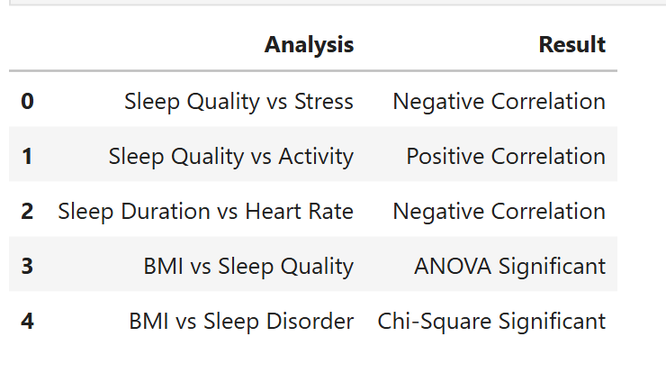 Analysis Result
0 Sleep Quality vs Stress Negative Correlation
1 Sleep Quality vs Activity Positive Correlation
2 Sleep Duration vs Heart Rate Negative Correlation
3 BMI vs Sleep Quality ANOVA Significant
4 BMI vs Sleep Disorder Chi-Square Significant